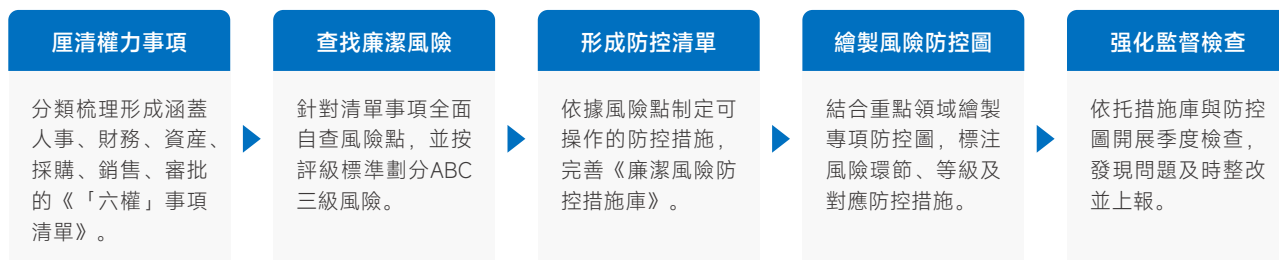 厘清權力事項
分類梳理形成涵蓋
人事、財務、資産、
採購、銷售、審批
的《「六權」事項
清單》。
查找廉潔風險
針對清單事項全面
自查風險點，並按
評級標準劃分ABC
三級風險。
形成防控清單
依據風險點制定可
操作的防控措施，
完善《廉潔風險防
控措施庫》。
繪製風險防控圖
結合重點領域繪製
專項防控圖，標注
風險環節、等級及
對應防控措施。
强化監督檢查
依托措施庫與防控
圖開展季度檢查，
發現問題及時整改
並上報。